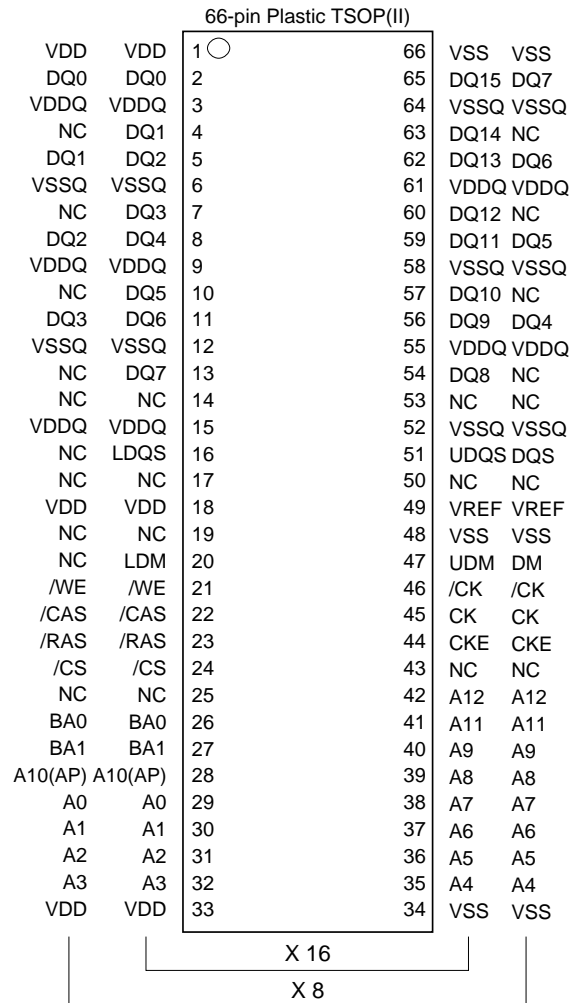 66-pin Plastic TSOP(II)
VDD VDD 1 66 VSS VSS
DQ0 DQ0 2 65 DQ15 DQ7
VDDQ VDDQ 3 64 VSSQ VSSQ
NC DQ1 4 63 DQ14 NC
DQ1 DQ2 5 62 DQ13 DQ6
VSSQ VSSQ 6 61 VDDQ VDDQ
NC DQ3 7 60 DQ12 NC
DQ2 DQ4 8 59 DQ11 DQ5
VDDQ VDDQ 9 58 VSSQ VSSQ
NC DQ5 10 57 DQ10 NC
DQ3 DQ6 11 56 DQ9 DQ4
VSSQ VSSQ 12 55 VDDQ VDDQ
NC DQ7 13 54 DQ8 NC
NC NC 14 53 NC NC
VDDQ VDDQ 15 52 VSSQ VSSQ
NC LDQS 16 51 UDQS DQS
NC NC 17 50 NC NC
VDD VDD 18 49 VREF VREF
NC NC 19 48 VSS VSS
NC LDM 20 47 UDM DM
/WE /WE 21 46 /CK /CK
/CAS /CAS 22 45 CK CK
/RAS /RAS 23 44 CKE CKE
/CS /CS 24 43 NC NC
NC NC 25 42 A12 A12
BA0 BA0 26 41 A11 A11
BA1 BA1 27 40 A9 A9
A10(AP) A10(AP) 28 39 A8 A8
A0 A0 29 38 A7 A7
A1 A1 30 37 A6 A6
A2 A2 31 36 A5 A5
A3 A3 32 35 A4 A4
VDD VDD 33 34 VSS VSS
X 16
X 8